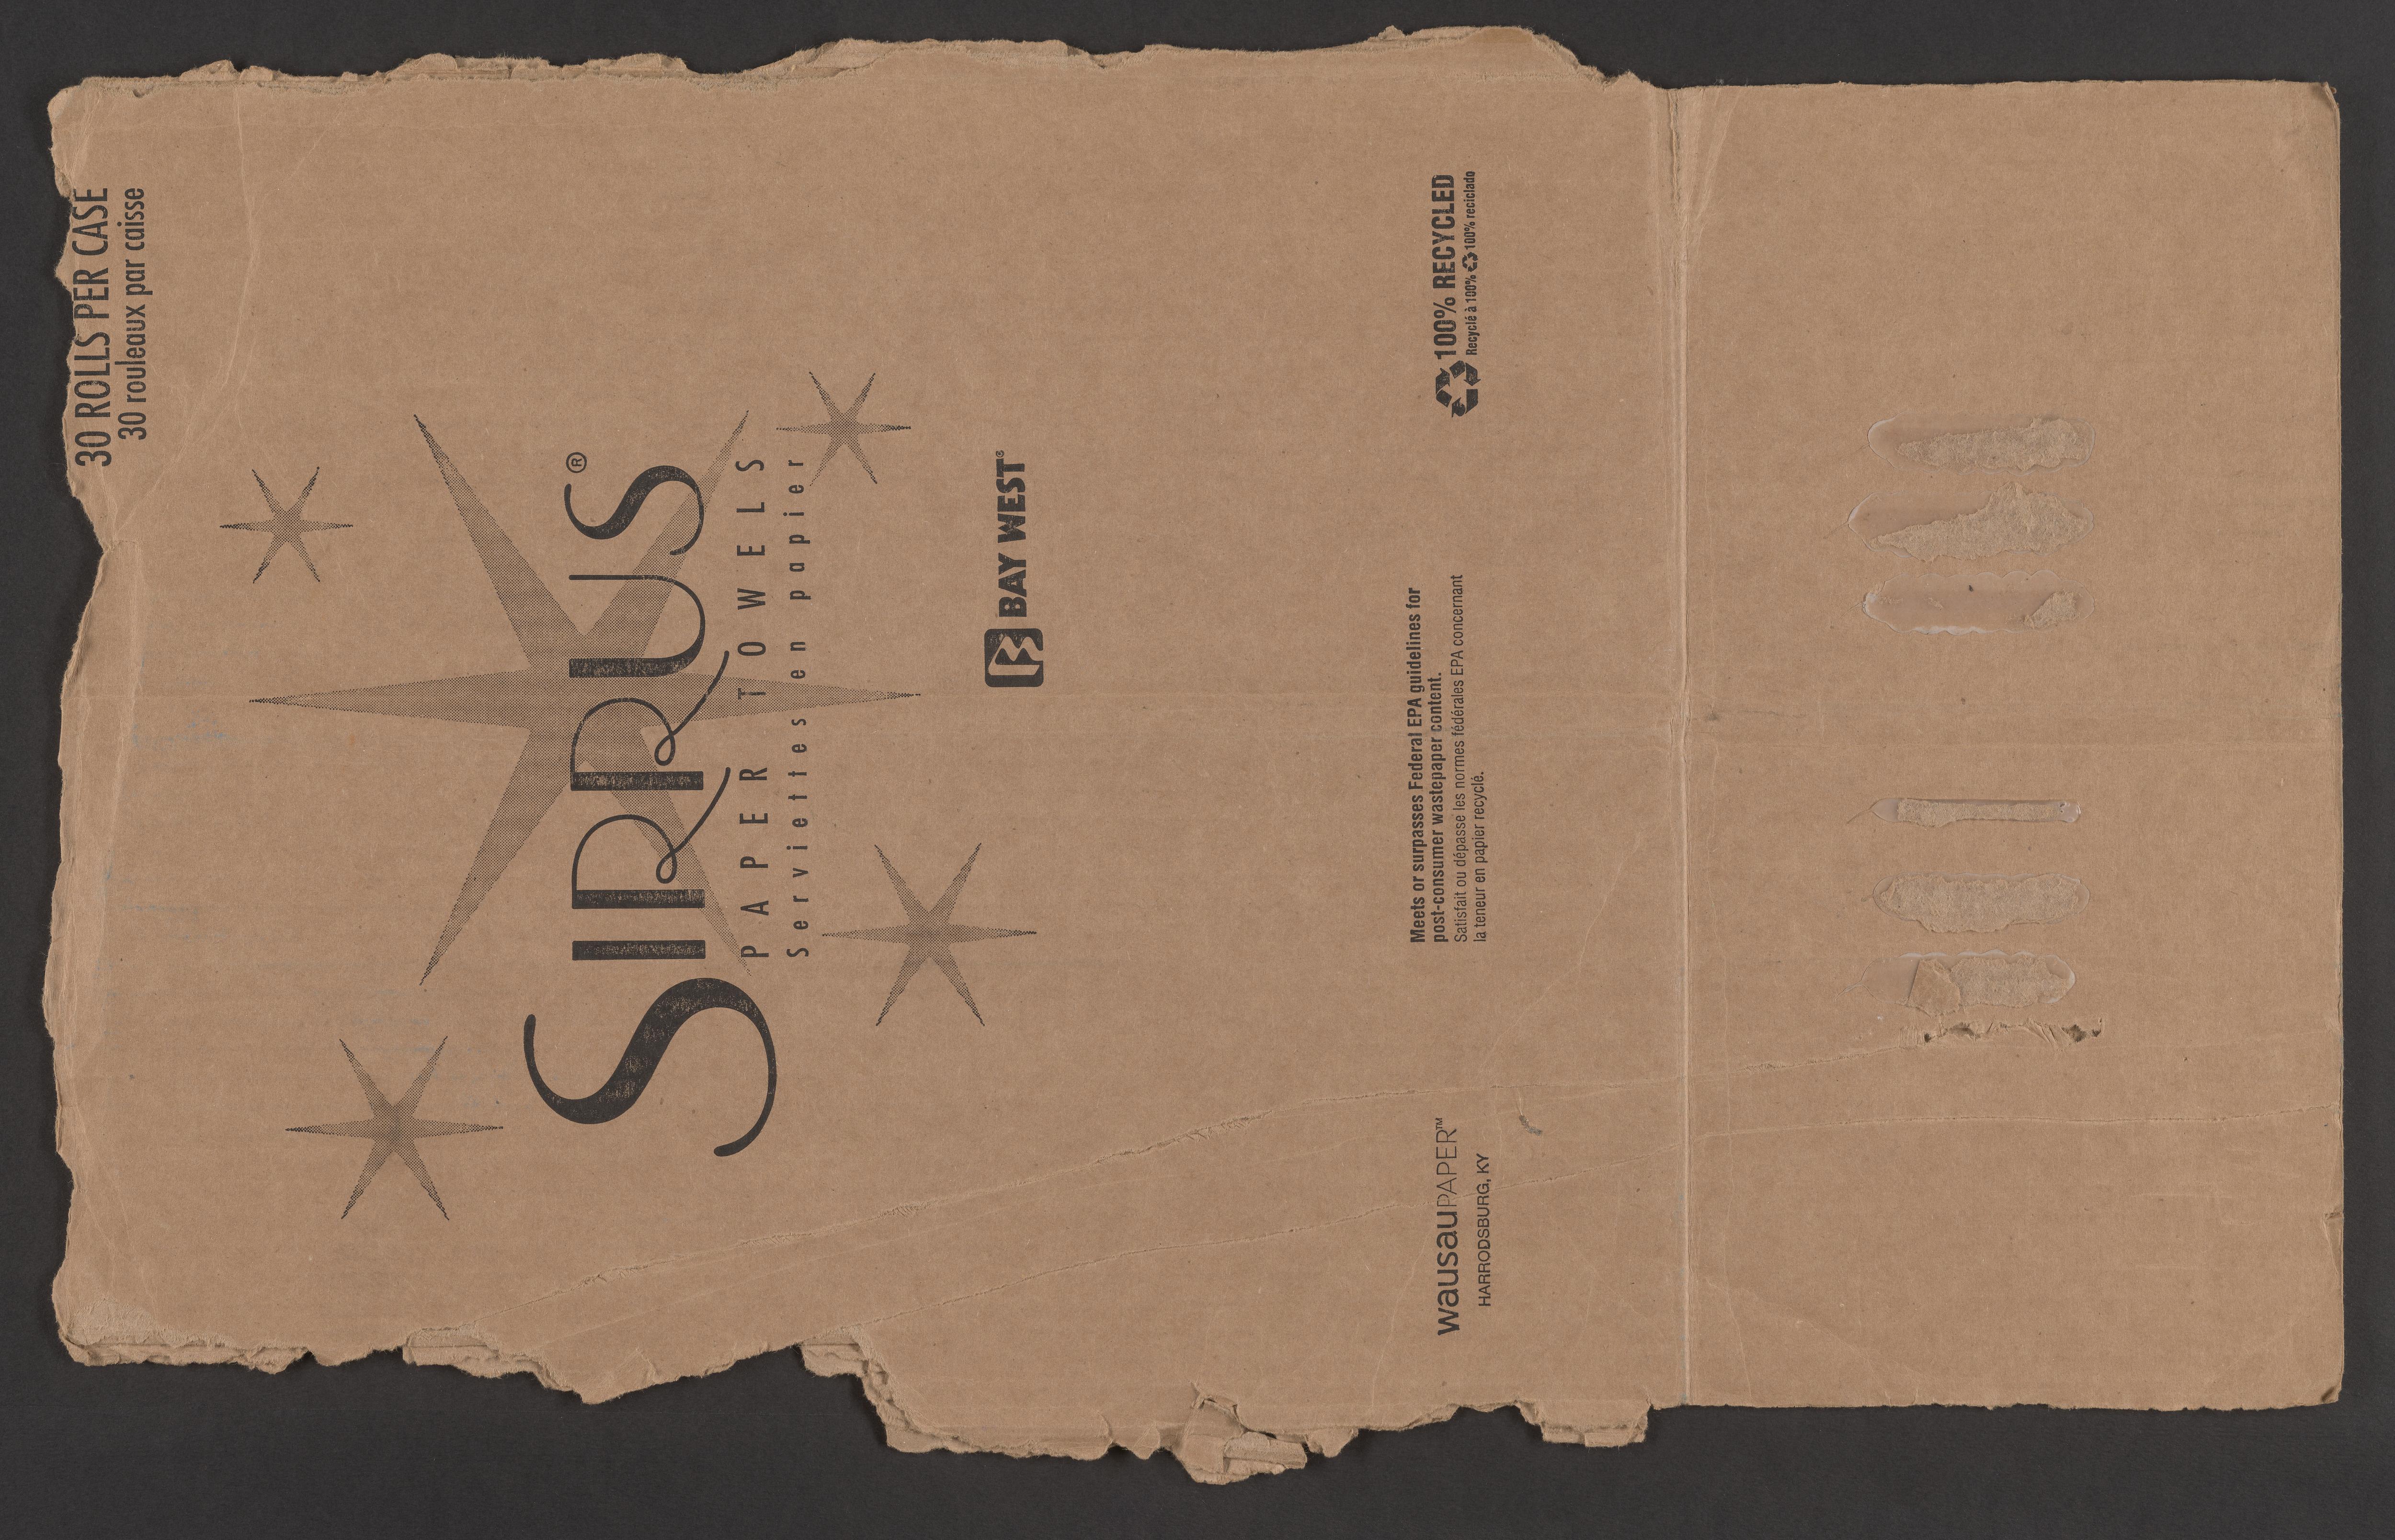 30 ROLLS PER CASE
30 rouleaux par caisse
SIRRUS®
PAPER TOWELS
Serviettes en papier
BAY WEST®
Meets or surpasses Federal EPA guidelines for
post-consumer wastepaper content.
Satisfait ou dépasse les normes fédérales EPA concernant
la teneur en papier recyclé.
100% RECYCLED
Recyclé à 100% 100% reciclado
wausauPAPER™
HARRODSBURG, KY